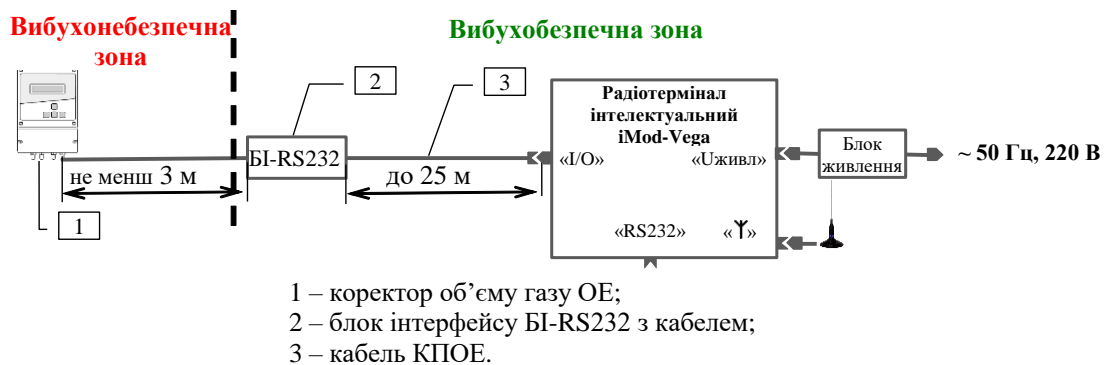 Вибухонебезпечна
зона
Вибухобезпечна зона
2
3
Радіотермінал
інтелектуальний
iMod-Vega
БІ-RS232
«I/O»
«Uживл»
Блок
живлення
~ 50 Гц, 220 В
не менш 3 м
до 25 м
1
«RS232»
« »
1 – коректор об’єму газу ОЕ;
2 – блок інтерфейсу БІ-RS232 з кабелем;
3 – кабель КПОЕ.